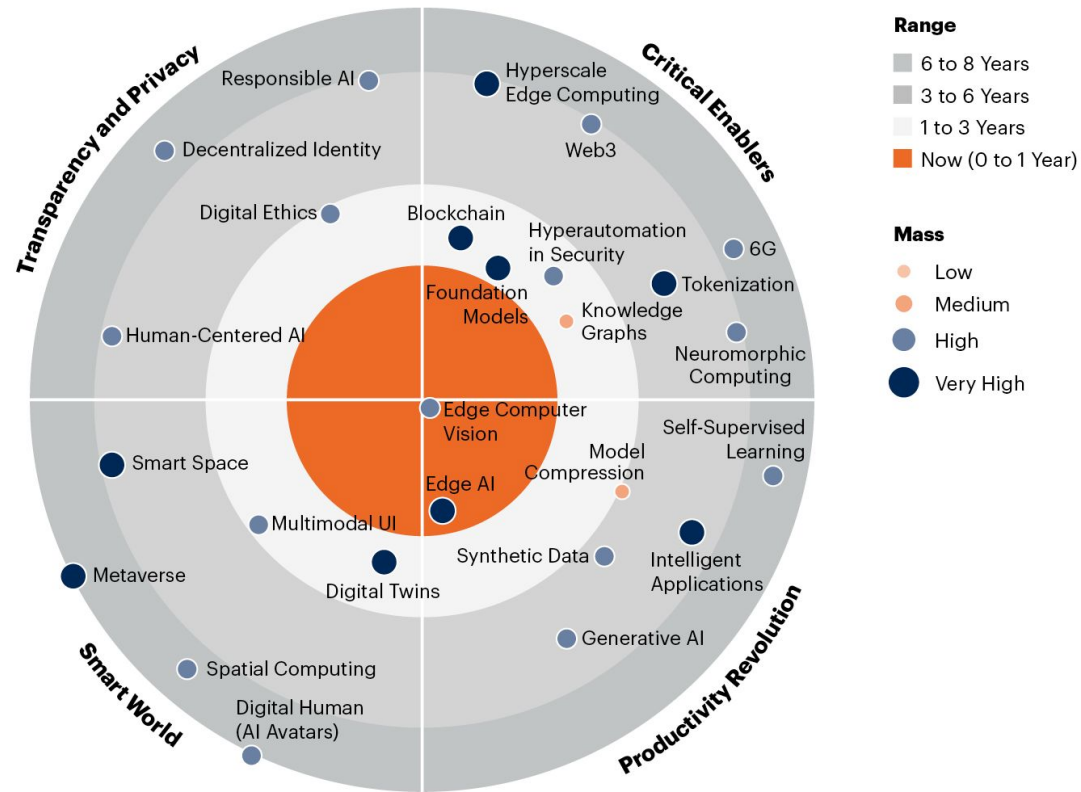 Transparency and Privacy
Responsible AI
Decentralized Identity
Digital Ethics
Human-Centered AI
Critical Enablers
Hyperscale
Edge Computing
Web3
Blockchain
Hyperautomation
in Security
Foundation
Models
Knowledge
Graphs
6G
Tokenization
Neuromorphic
Computing
Smart World
Smart Space
Multimodal UI
Metaverse
Digital Twins
Spatial Computing
Digital Human
(AI Avatars)
Productivity Revolution
Edge Computer
Vision
Edge AI
Model
Compression
Self-Supervised
Learning
Synthetic Data
Intelligent
Applications
Generative AI
Range
6 to 8 Years
3 to 6 Years
1 to 3 Years
Now (0 to 1 Year)
Mass
Low
Medium
High
Very High